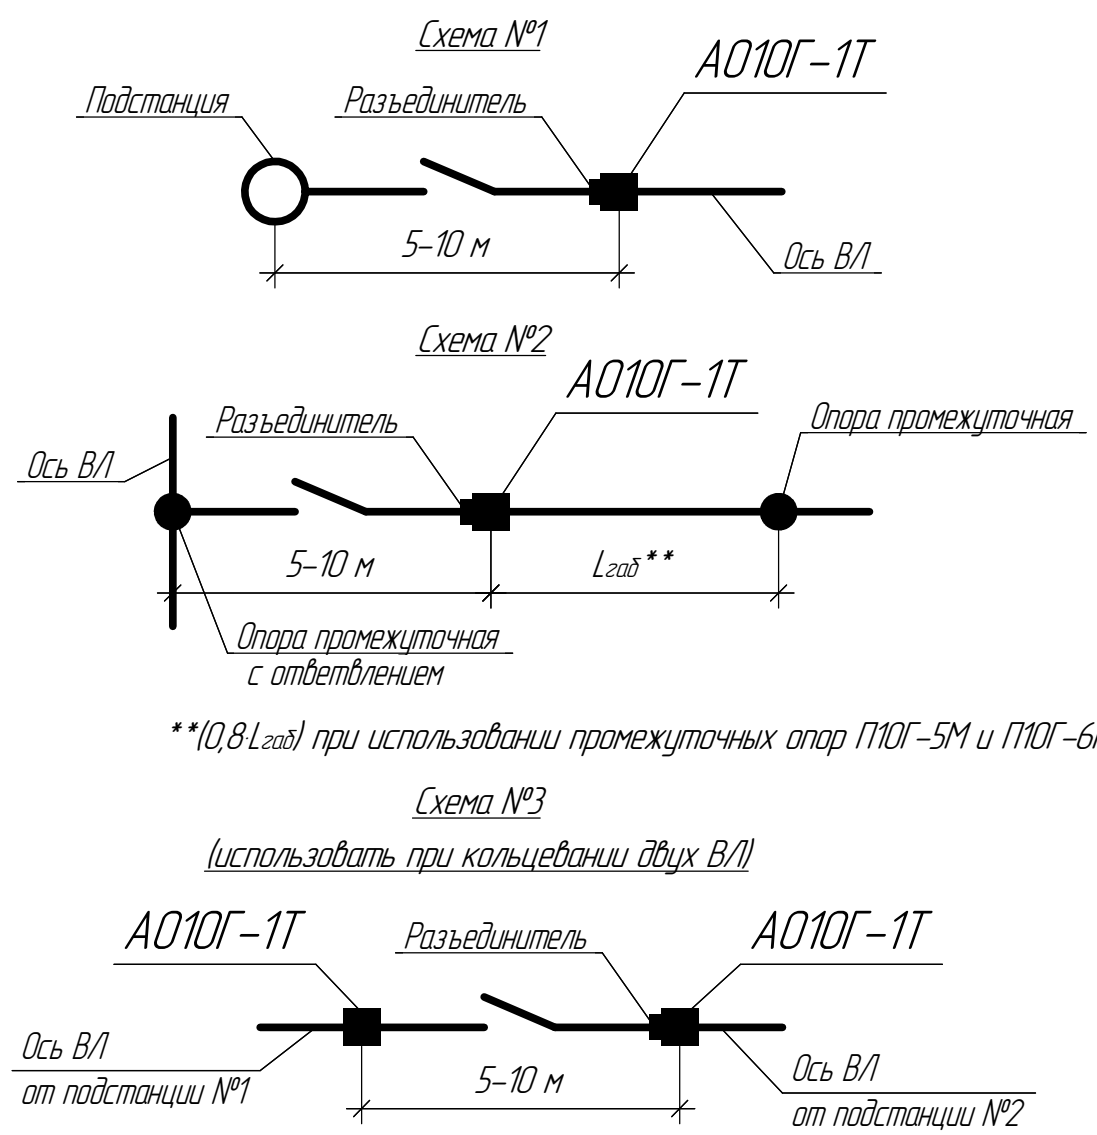 Схема №1
АО10Г-1Т
Подстанция
Разъединитель
5-10 м
Ось ВЛ
Схема №2
АО10Г-1Т
Опора промежуточная
Разъединитель
Ось ВЛ
5-10 м
Lгаб**
Опора промежуточная
с ответвлением
**(0,8·Lгаб) при использовании промежуточных опор П10Г-5М и П10Г-6
Схема №3
(использовать при кольцевании двух ВЛ)
АО10Г-1Т
Разъединитель
АО10Г-1Т
Ось ВЛ
от подстанции №1
5-10 м
Ось ВЛ
от подстанции №2